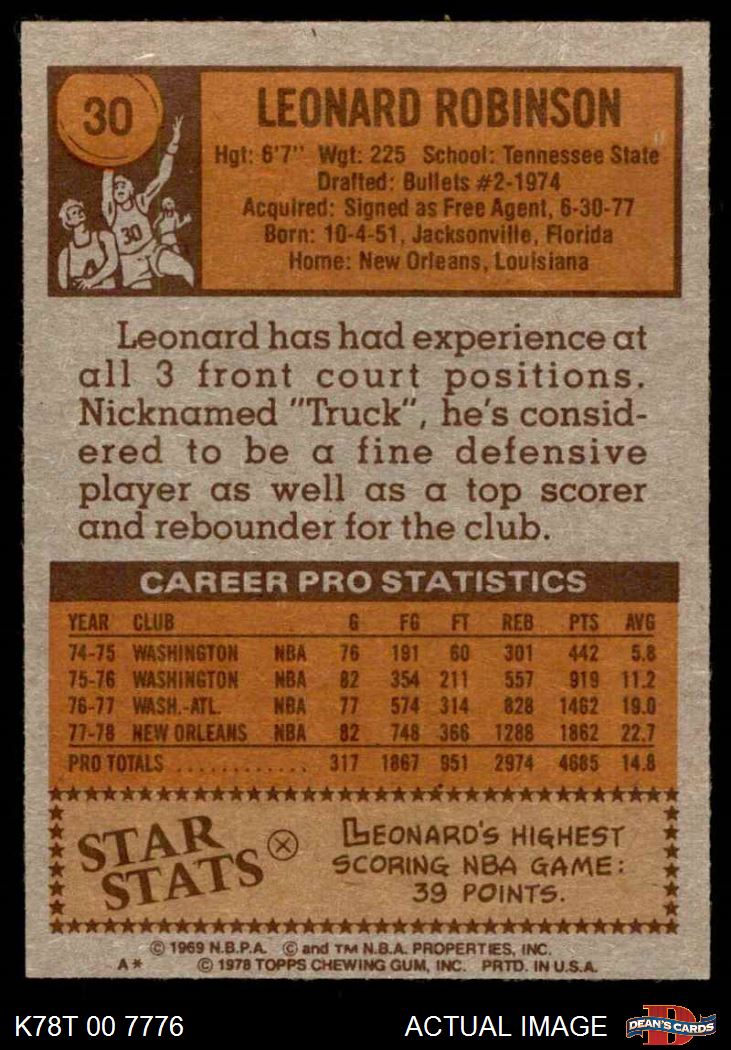 30
LEONARD ROBINSON
Hgt: 6'7" Wgt: 225 School: Tennessee State
Drafted: Bullets #2-1974
Acquired: Signed as Free Agent, 6-30-77
Born: 10-4-51, Jacksonville, Florida
Home: New Orleans, Louisiana
30
Leonard has had experience at
all 3 front court positions.
Nicknamed "Truck", he's consid-
ered to be a fine defensive
player as well as a top scorer
and rebounder for the club.
CAREER PRO STATISTICS
YEAR CLUB G FG FT REB PTS AVG
74-75 WASHINGTON NBA 76 191 60 301 442 5.8
75-76 WASHINGTON NBA 82 354 211 557 919 11.2
76-77 WASH.-ATL. NBA 77 574 314 828 1462 19.0
77-78 NEW ORLEANS NBA 82 748 366 1288 1862 22.7
PRO TOTALS ............ 317 1867 951 2974 4685 14.8
STAR
STATS
LEONARD'S HIGHEST
SCORING NBA GAME:
39 POINTS.
© 1969 N.B.P.A. © and TM N.B.A. PROPERTIES, INC.
A* © 1978 TOPPS CHEWING GUM, INC. PRTD. IN U.S.A.
K78T 00 7776 ACTUAL IMAGE D DEAN'S CARDS